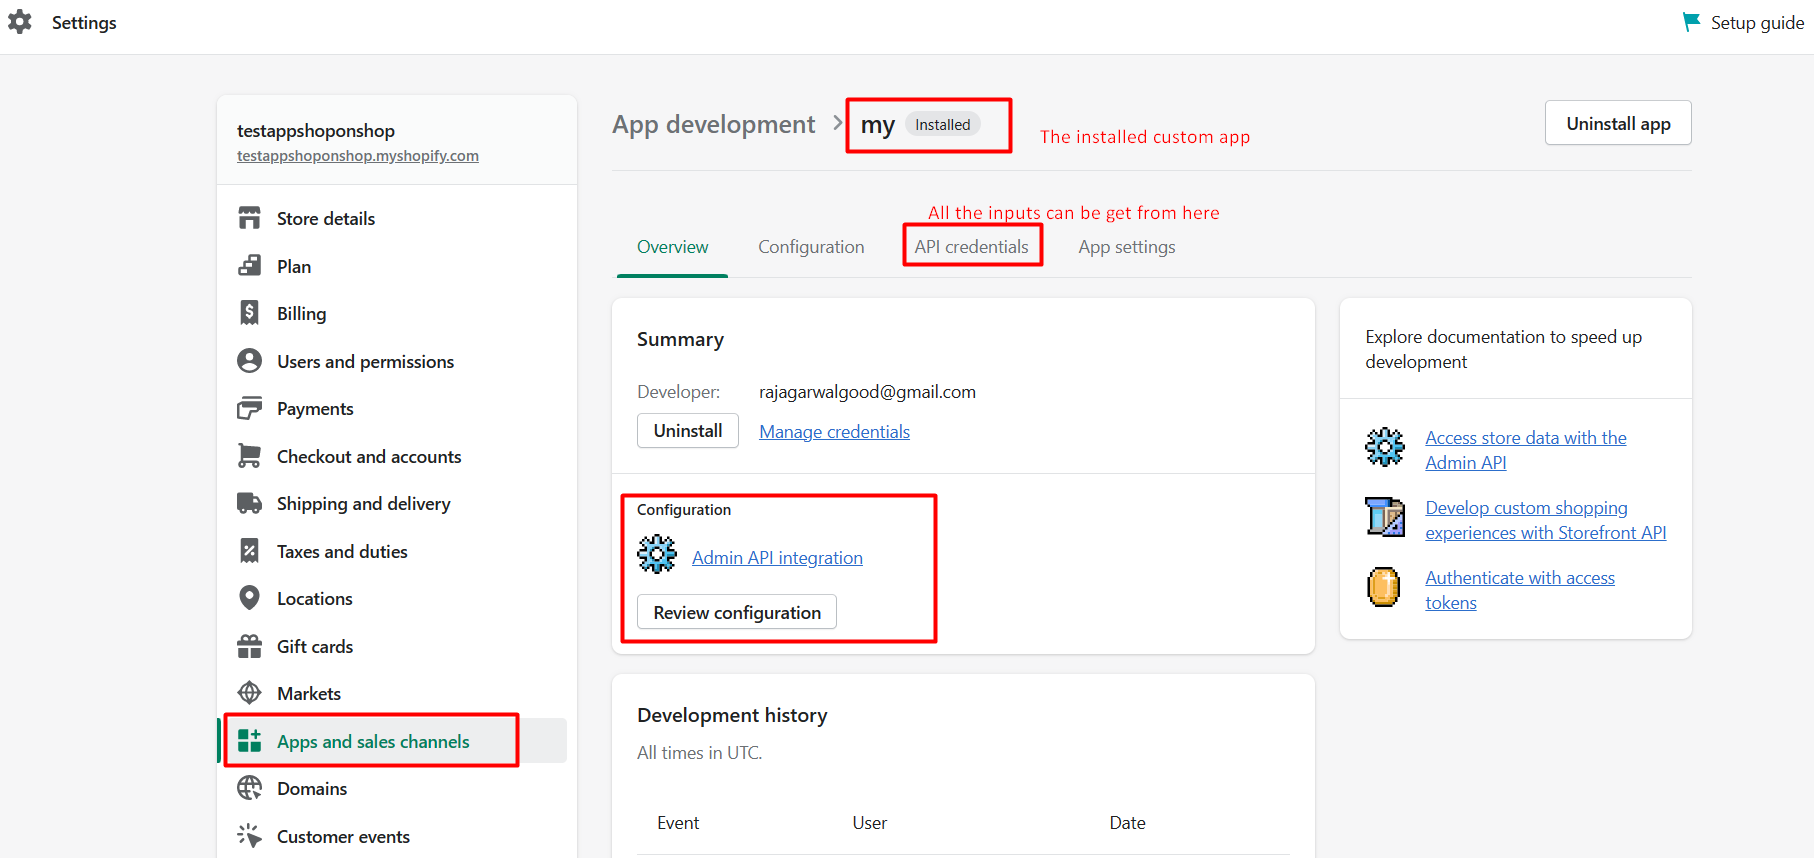 Settings
Setup guide
testappshoponshop
testappshoponshop.myshopify.com
Store details
Plan
Billing
Users and permissions
Payments
Checkout and accounts
Shipping and delivery
Taxes and duties
Locations
Gift cards
Markets
Apps and sales channels
Domains
Customer events
App development
my Installed
The installed custom app
Uninstall app
All the inputs can be get from here
Overview Configuration API credentials App settings
Summary
Developer: rajagarwalgood@gmail.com
Uninstall Manage credentials
Configuration
Admin API integration
Review configuration
Development history
All times in UTC.
Event User Date
Explore documentation to speed up
development
Access store data with the
Admin API
Develop custom shopping
experiences with Storefront API
Authenticate with access
tokens